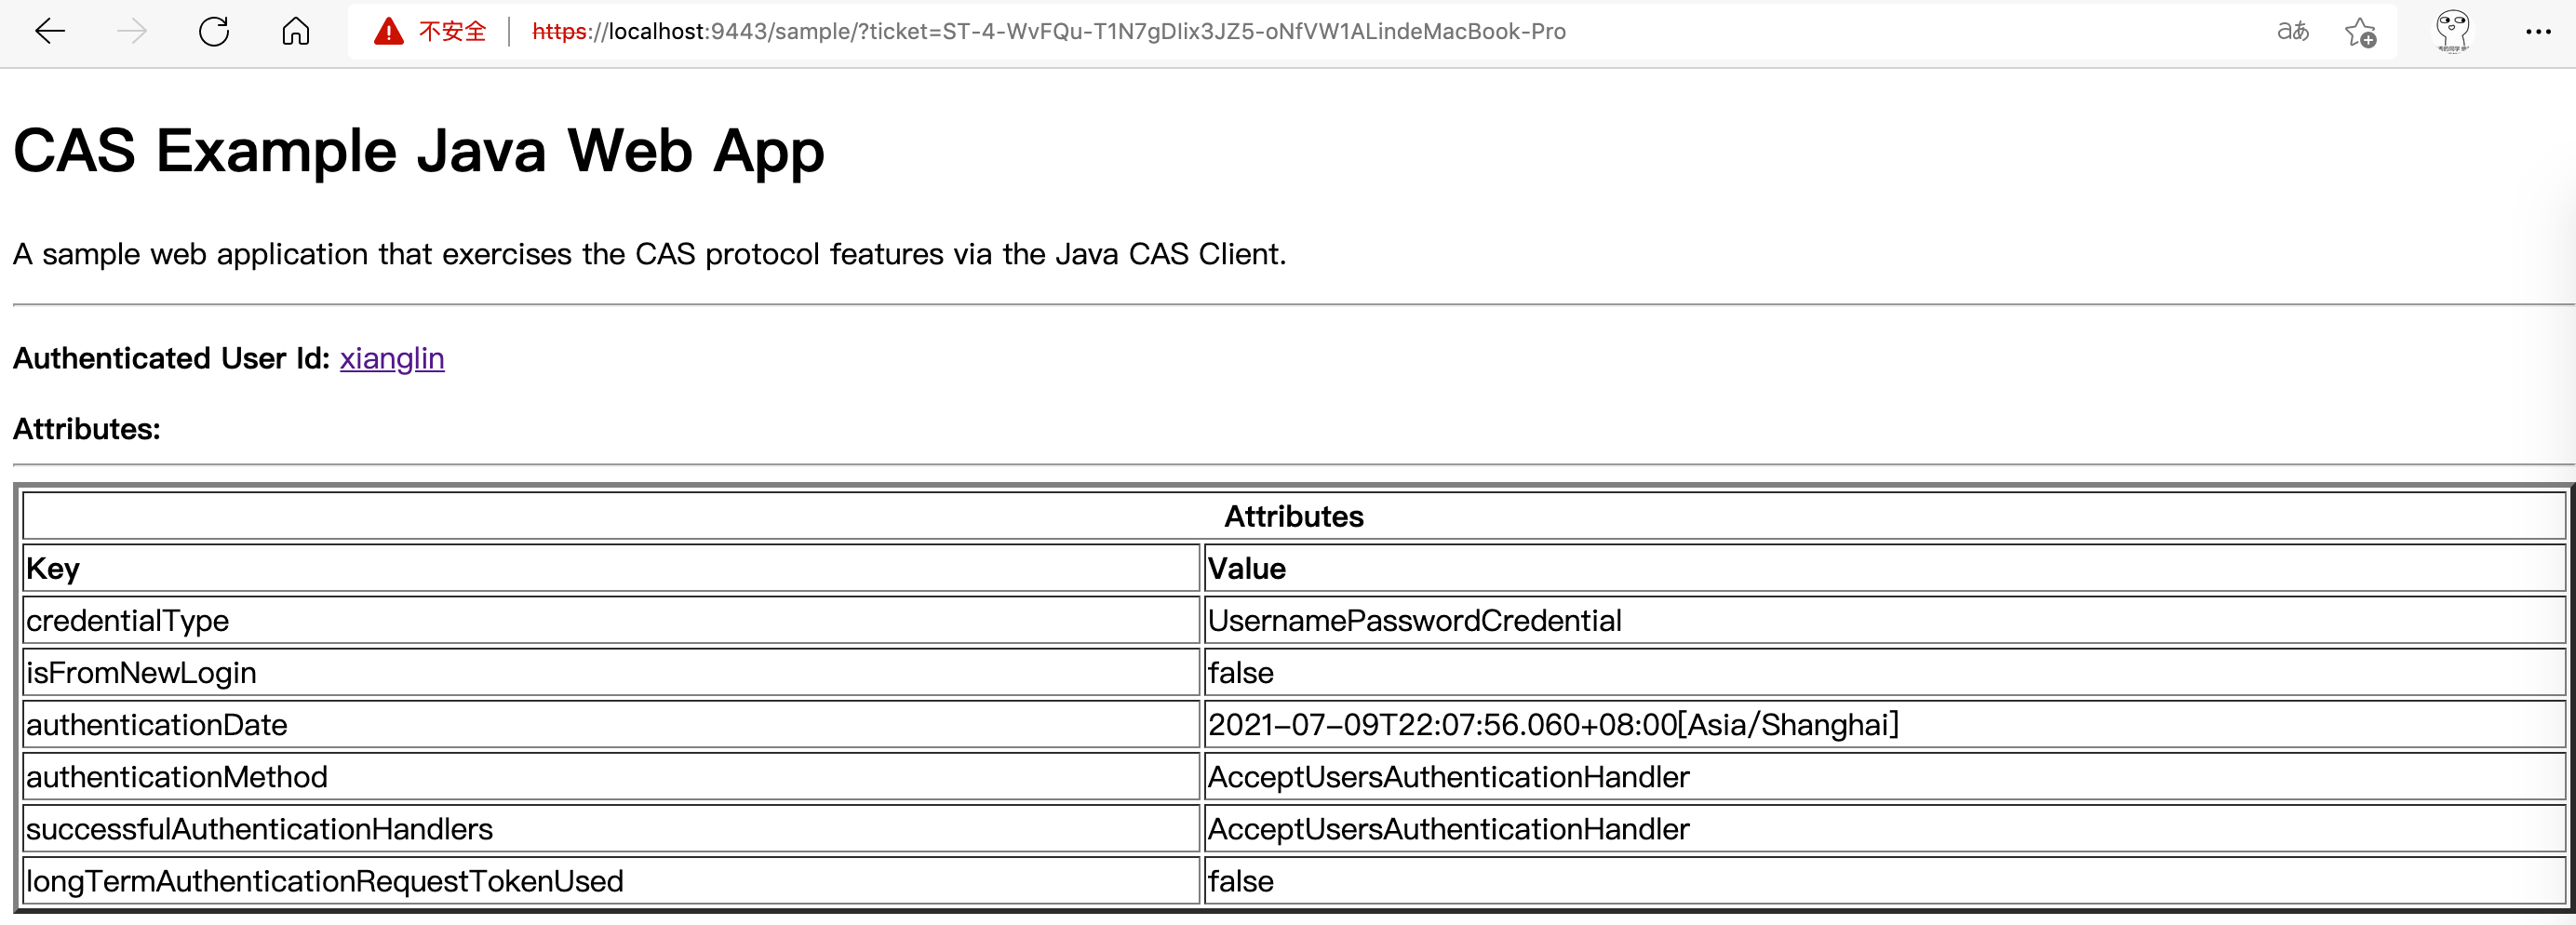 不安全 https://localhost:9443/sample/?ticket=ST-4-WvFQu-T1N7gDlix3JZ5-oNfVW1ALindeMacBook-Pro aあ
CAS Example Java Web App
A sample web application that exercises the CAS protocol features via the Java CAS Client.
Authenticated User Id: xianglin
Attributes:
Attributes
Key Value
credentialType UsernamePasswordCredential
isFromNewLogin false
authenticationDate 2021-07-09T22:07:56.060+08:00[Asia/Shanghai]
authenticationMethod AcceptUsersAuthenticationHandler
successfulAuthenticationHandlers AcceptUsersAuthenticationHandler
longTermAuthenticationRequestTokenUsed false